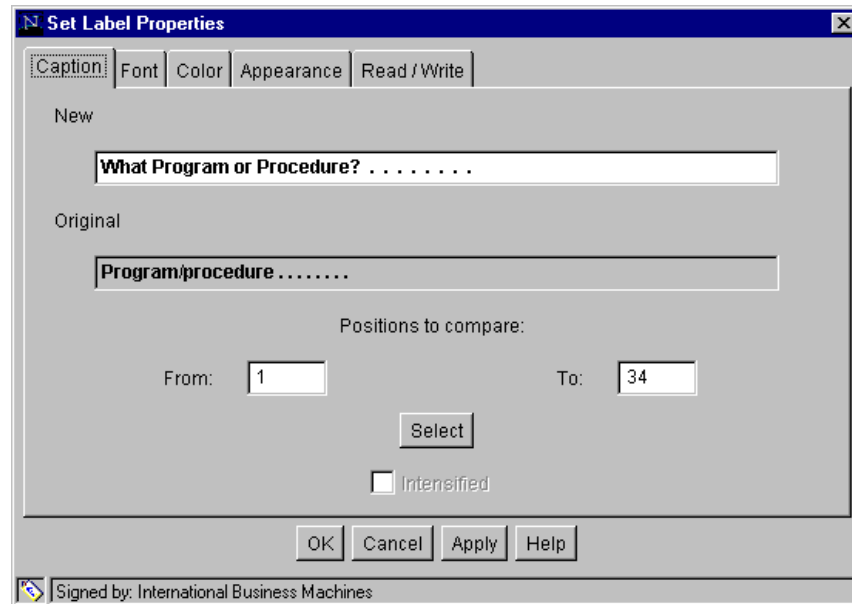 Set Label Properties
Caption Font Color Appearance Read / Write
New
What Program or Procedure? . . . . . . . .
Original
Program/procedure . . . . . . . .
Positions to compare:
From: 1 To: 34
Select
Intensified
OK Cancel Apply Help
Signed by: International Business Machines